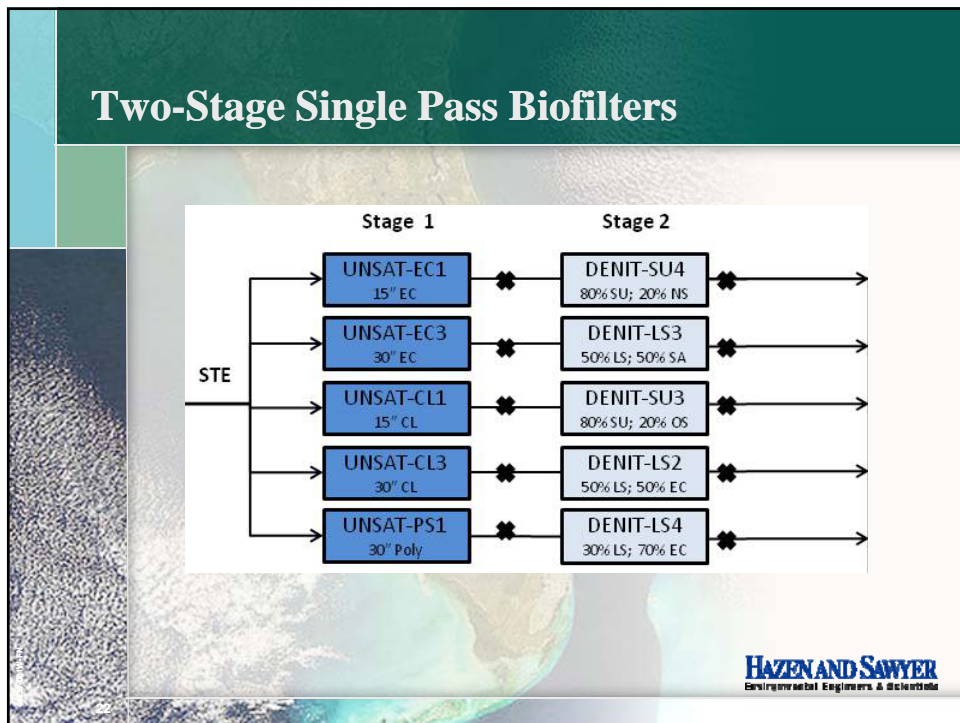 Two-Stage Single Pass Biofilters
Stage 1
Stage 2
STE
UNSAT-EC1
15" EC
DENIT-SU4
80% SU; 20% NS
UNSAT-EC3
30" EC
DENIT-LS3
50% LS; 50% SA
UNSAT-CL1
15" CL
DENIT-SU3
80% SU; 20% OS
UNSAT-CL3
30" CL
DENIT-LS2
50% LS; 50% EC
UNSAT-PS1
30" Poly
DENIT-LS4
30% LS; 70% EC
HAZEN AND SAWYER
Environmental Engineers & Scientists
22